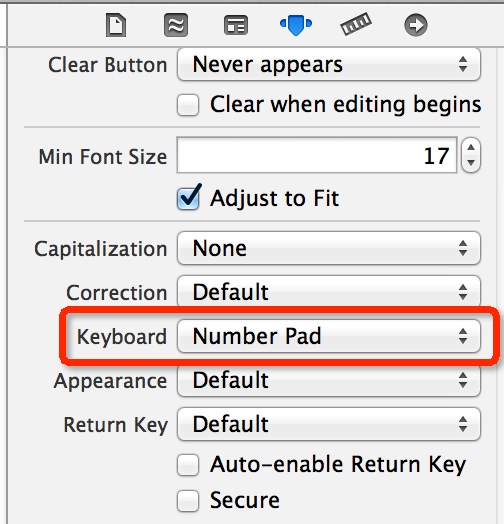 Clear Button Never appears
Clear when editing begins
Min Font Size 17
Adjust to Fit
Capitalization None
Correction Default
Keyboard Number Pad
Appearance Default
Return Key Default
Auto-enable Return Key
Secure